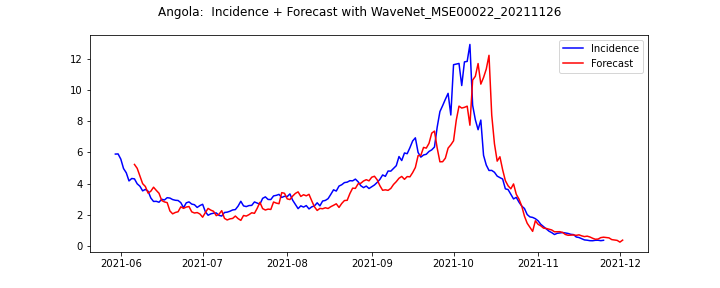 Angola:  Incidence + Forecast with WaveNet_MSE00022_20211126
Incidence
Forecast
12
10
8
6
4
2
0
2021-06 2021-07 2021-08 2021-09 2021-10 2021-11 2021-12